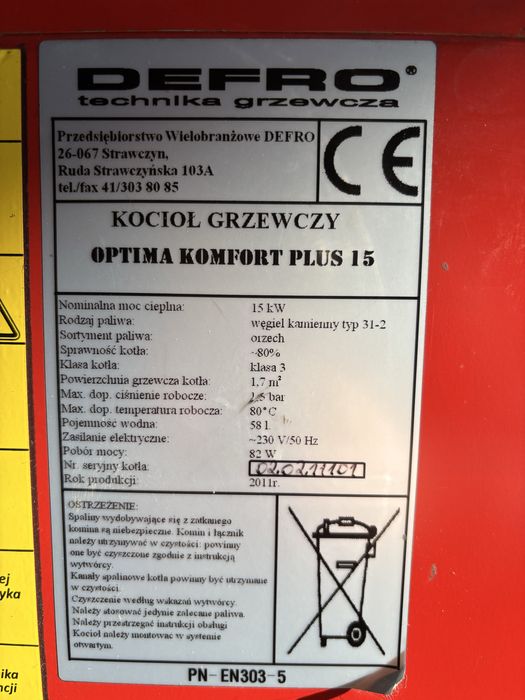 DEFRO®
technika grzewcza
Przedsiębiorstwo Wielobranżowe DEFRO
26-067 Strawczyn,
Ruda Strawczyńska 103A
tel./fax 41/303 80 85
CE
KOCIOŁ GRZEWCZY
OPTIMA KOMFORT PLUS 15
Nominalna moc cieplna: 15 kW
Rodzaj paliwa: węgiel kamienny typ 31-2
Sortyment paliwa: orzech
Sprawność kotła: ~80%
Klasa kotła: klasa 3
Powierzchnia grzewcza kotła: 1,7 m²
Max. dop. ciśnienie robocze: 1,5 bar
Max. dop. temperatura robocza: 80°C
Pojemność wodna: 58 l
Zasilanie elektryczne: ~230 V/50 Hz
Pobór mocy: 82 W
Nr. seryjny kotła: 020211101
Rok produkcji: 2011r.
OSTRZEŻENIE:
Spaliny wydobywające się z zatkanego
komina są niebezpieczne. Komin i łącznik
należy utrzymywać w czystości: powinny
one być czyszczone zgodnie z instrukcją
wytwórcy.
Kanały spalinowe kotła powinny być utrzymane
w czystości.
Czyszczenie według wskazań wytwórcy.
Należy stosować jedynie zalecane paliwa.
Należy przestrzegać instrukcji obsługi
Kocioł należy montować w systemie
otwartym.
PN-EN303-5
ej
yka
ika
ncji